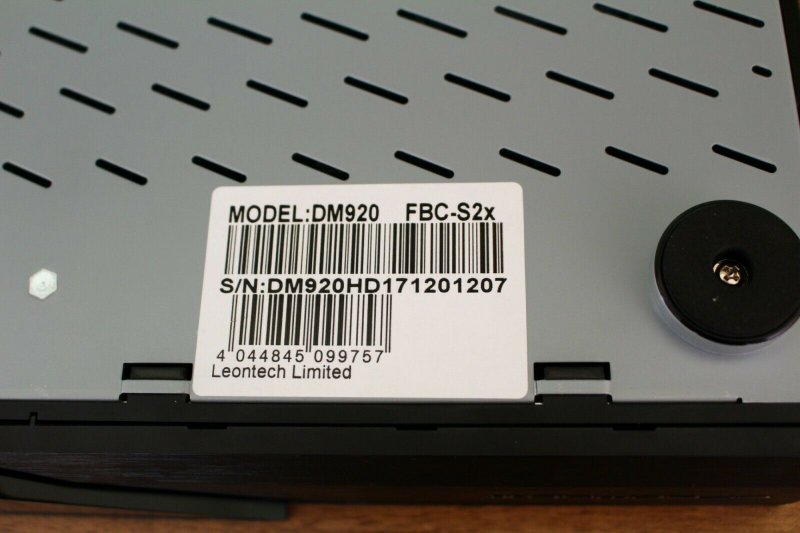 MODEL:DM920 FBC-S2x
S/N:DM920HD171201207
4 044845 099757
Leontech Limited